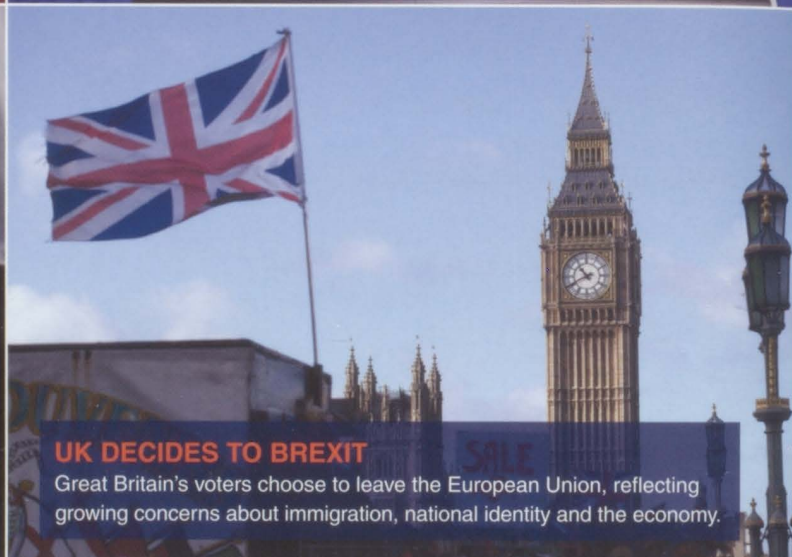 UK DECIDES TO BREXIT
Great Britain's voters choose to leave the European Union, reflecting
growing concerns about immigration, national identity and the economy.
SALE